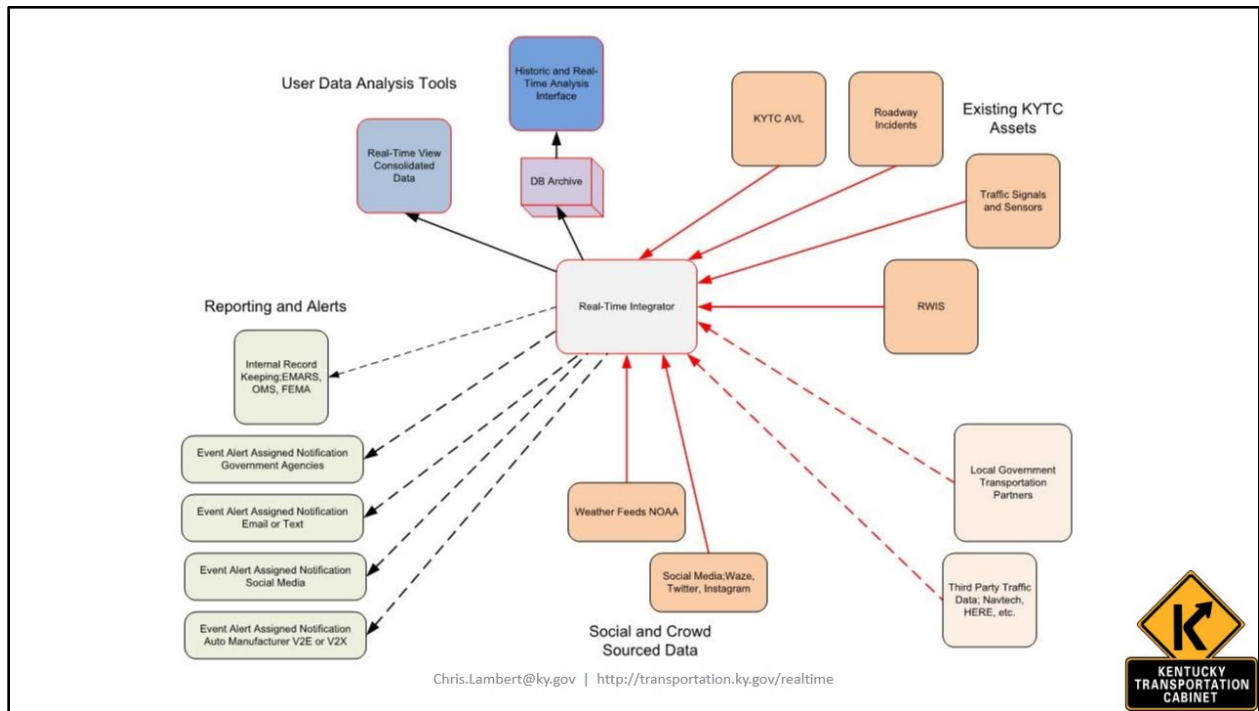 User Data Analysis Tools
Historic and Real-
Time Analysis
Interface
Real-Time View
Consolidated
Data
DB Archive
KYTC AVL
Roadway
Incidents
Existing KYTC
Assets
Traffic Signals
and Sensors
Real-Time Integrator
RWIS
Reporting and Alerts
Internal Record
Keeping;EMARS,
OMS, FEMA
Event Alert Assigned Notification
Government Agencies
Event Alert Assigned Notification
Email or Text
Event Alert Assigned Notification
Social Media
Event Alert Assigned Notification
Auto Manufacturer V2E or V2X
Weather Feeds NOAA
Social Media;Waze,
Twitter, Instagram
Social and Crowd
Sourced Data
Local Government
Transportation
Partners
Third Party Traffic
Data; Navtech,
HERE, etc.
Chris.Lambert@ky.gov | http://transportation.ky.gov/realtime
KENTUCKY
TRANSPORTATION
CABINET